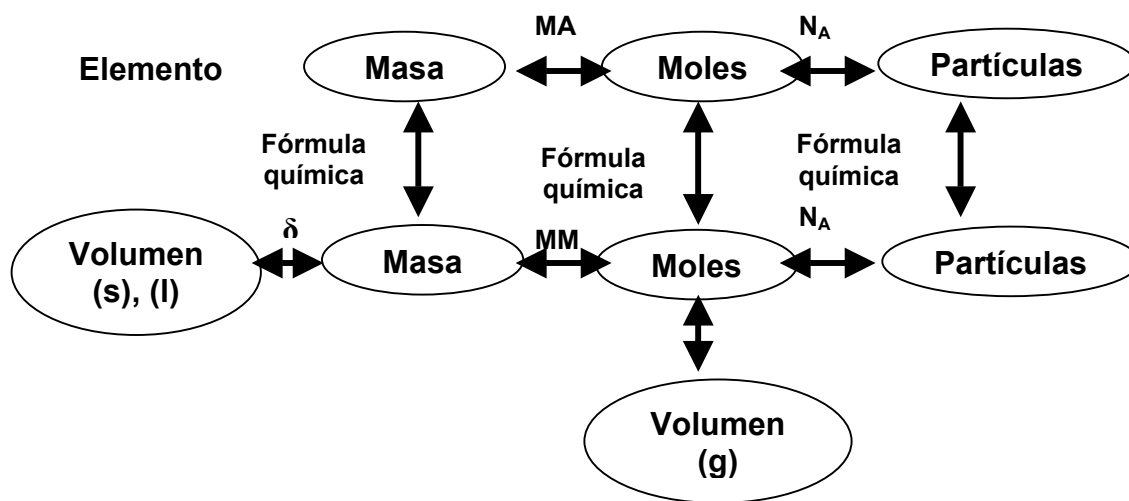 MA
N_A
Elemento
Masa
Moles
Partículas
Fórmula
química
Fórmula
química
Fórmula
química
Volumen
(s), (l)
δ
Masa
MM
Moles
N_A
Partículas
Volumen
(g)